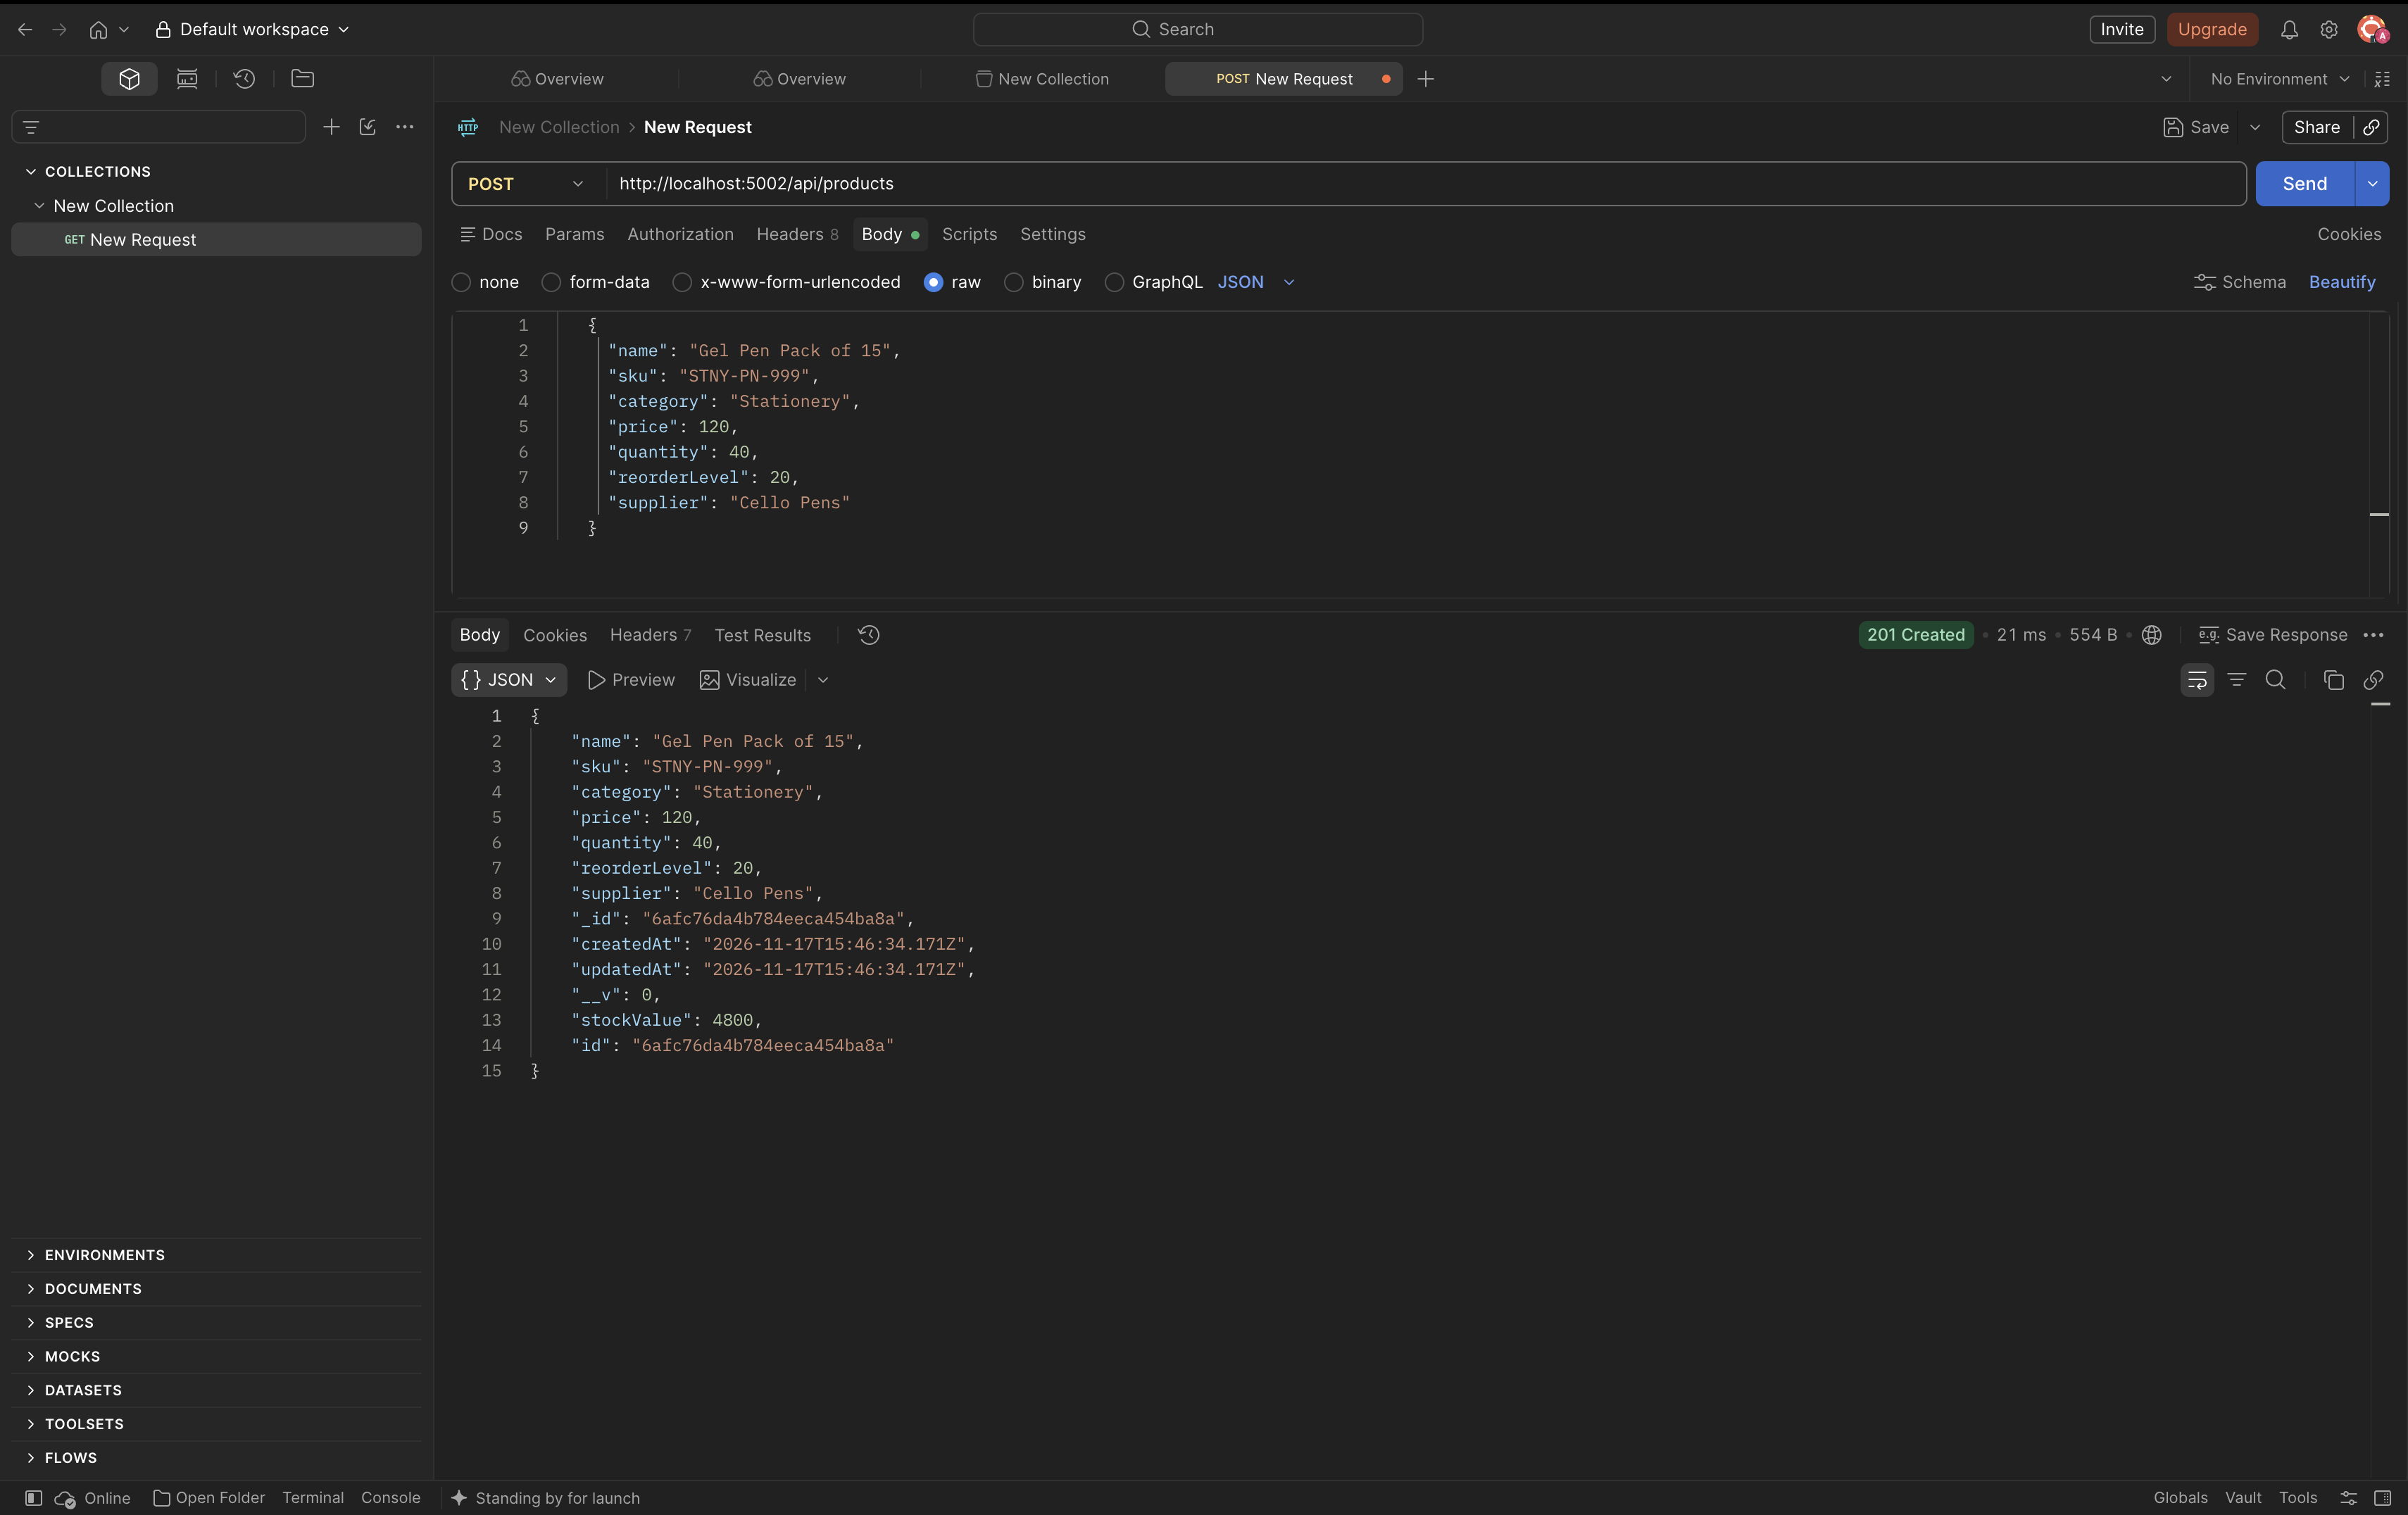 Default workspace
Search
Invite
Upgrade
A
Overview
Overview
New Collection
POST New Request
No Environment
HTTP New Collection > New Request
Save
Share
COLLECTIONS
New Collection
GET New Request
POST
http://localhost:5002/api/products
Send
Docs
Params
Authorization
Headers 8
Body
Scripts
Settings
Cookies
none
form-data
x-www-form-urlencoded
raw
binary
GraphQL
JSON
Schema
Beautify
1 {
2 "name": "Gel Pen Pack of 15",
3 "sku": "STNY-PN-999",
4 "category": "Stationery",
5 "price": 120,
6 "quantity": 40,
7 "reorderLevel": 20,
8 "supplier": "Cello Pens"
9 }
Body
Cookies
Headers 7
Test Results
201 Created • 21 ms • 554 B
e.g. Save Response
{} JSON
Preview
Visualize
1 {
2 "name": "Gel Pen Pack of 15",
3 "sku": "STNY-PN-999",
4 "category": "Stationery",
5 "price": 120,
6 "quantity": 40,
7 "reorderLevel": 20,
8 "supplier": "Cello Pens",
9 "_id": "6afc76da4b784eeca454ba8a",
10 "createdAt": "2026-11-17T15:46:34.171Z",
11 "updatedAt": "2026-11-17T15:46:34.171Z",
12 "__v": 0,
13 "stockValue": 4800,
14 "id": "6afc76da4b784eeca454ba8a"
15 }
ENVIRONMENTS
DOCUMENTS
SPECS
MOCKS
DATASETS
TOOLSETS
FLOWS
Online
Open Folder
Terminal
Console
Standing by for launch
Globals
Vault
Tools